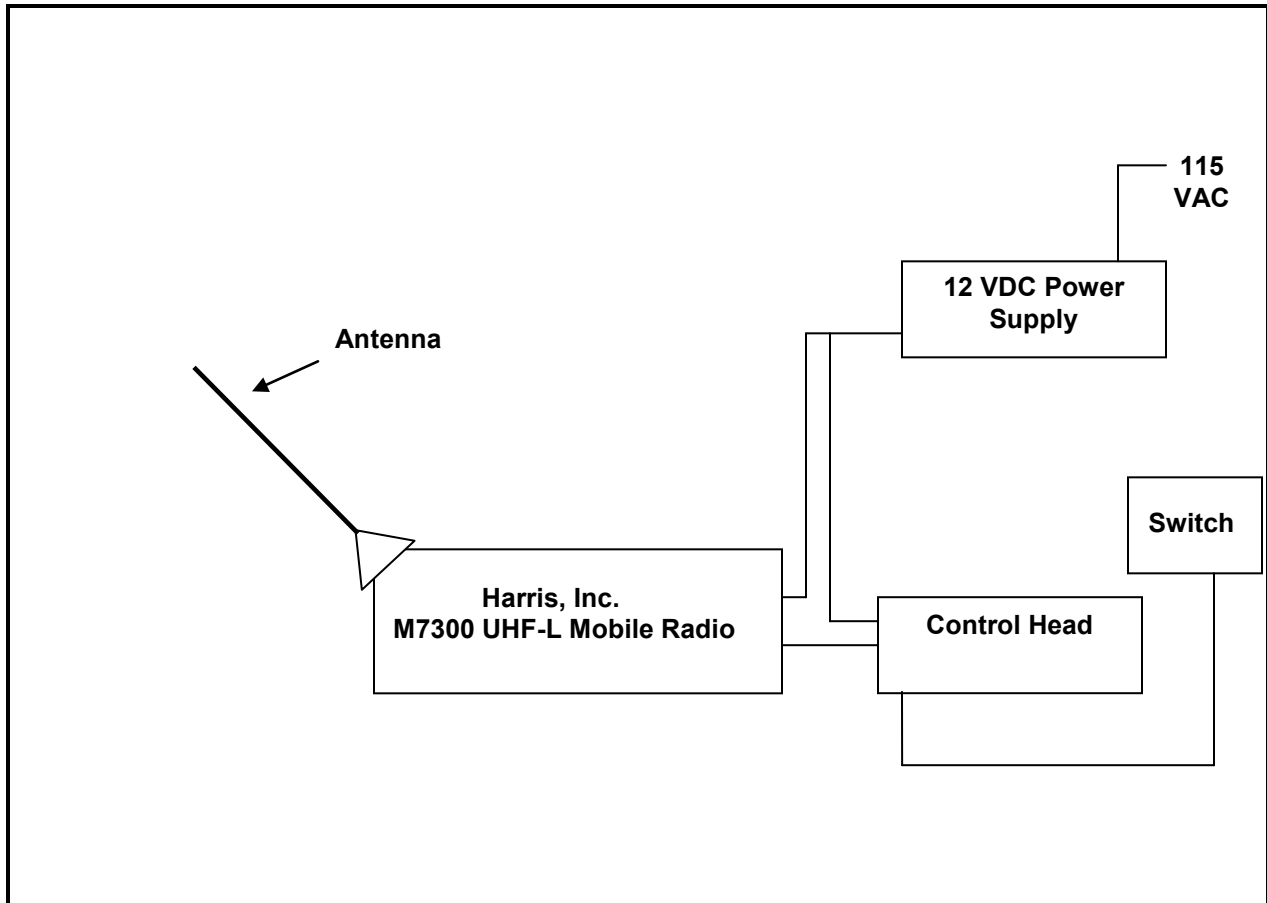 115
VAC
12 VDC Power
Supply
Antenna
Switch
Harris, Inc.
M7300 UHF-L Mobile Radio
Control Head